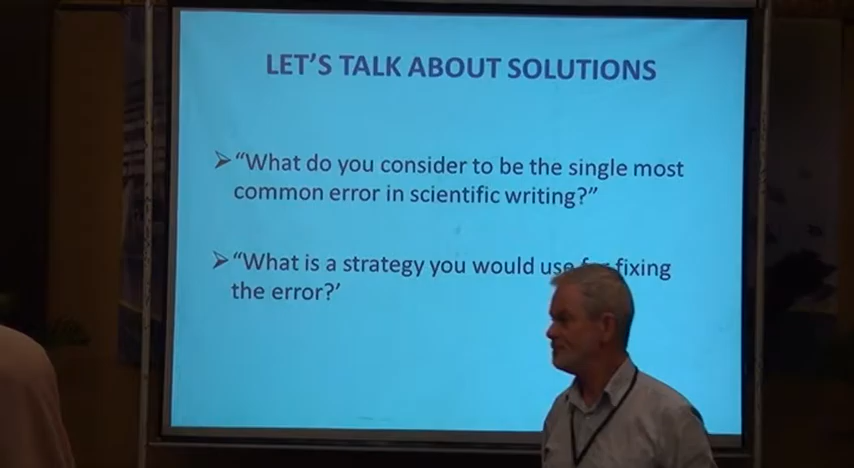 LET'S TALK ABOUT SOLUTIONS
➢ “What do you consider to be the single most
common error in scientific writing?”
➢ “What is a strategy you would use for fixing
the error?’